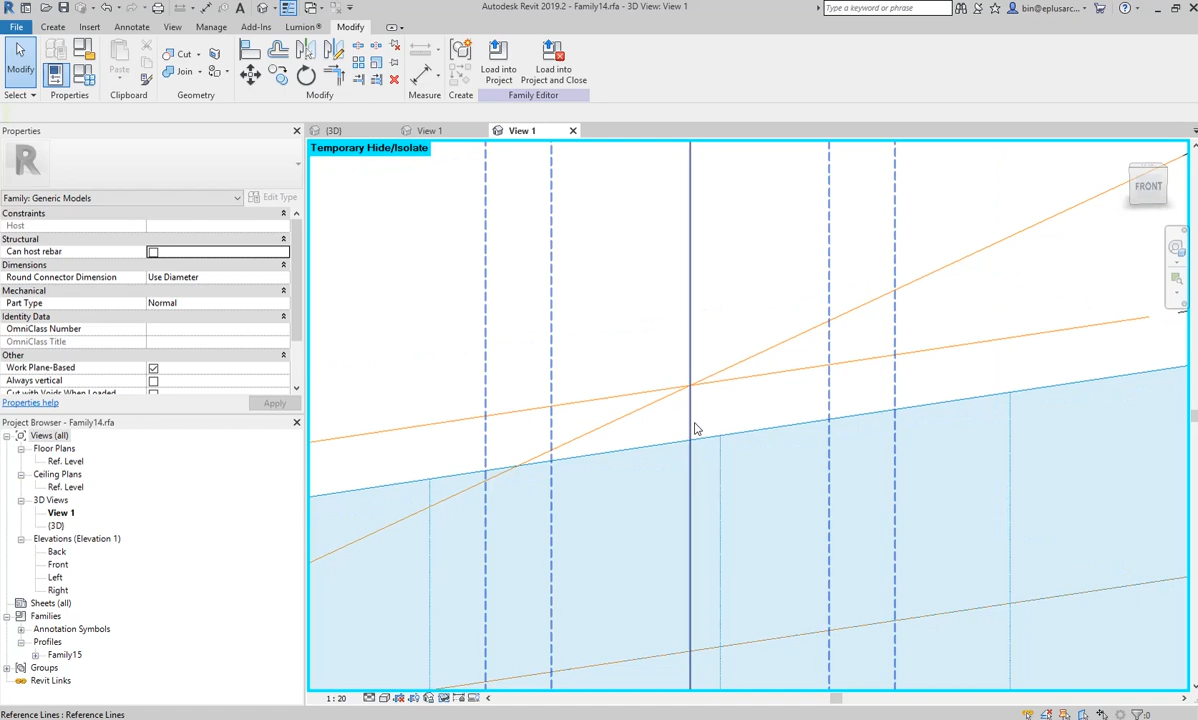 Autodesk Revit 2019.2 - Family14.rfa - 3D View: View 1
Type a keyword or phrase
bin@eplusarc...
File
Create
Insert
Annotate
View
Manage
Add-Ins
Lumion®
Modify
Modify
Paste
Cut
Join
Load into
Project
Load into
Project and Close
Select
Properties
Clipboard
Geometry
Modify
Measure
Create
Family Editor
Properties
{3D}
View 1
View 1
Temporary Hide/Isolate
FRONT
R
Family: Generic Models
Edit Type
Constraints
Host
Structural
Can host rebar
Dimensions
Round Connector Dimension
Use Diameter
Mechanical
Part Type
Normal
Identity Data
OmniClass Number
OmniClass Title
Other
Work Plane-Based
Always vertical
Cut with Voids When Loaded
Properties help
Apply
Project Browser - Family14.rfa
Views (all)
Floor Plans
Ref. Level
Ceiling Plans
Ref. Level
3D Views
View 1
{3D}
Elevations (Elevation 1)
Back
Front
Left
Right
Sheets (all)
Families
Annotation Symbols
Profiles
Family15
Groups
Revit Links
1 : 20
Reference Lines : Reference Lines
:0